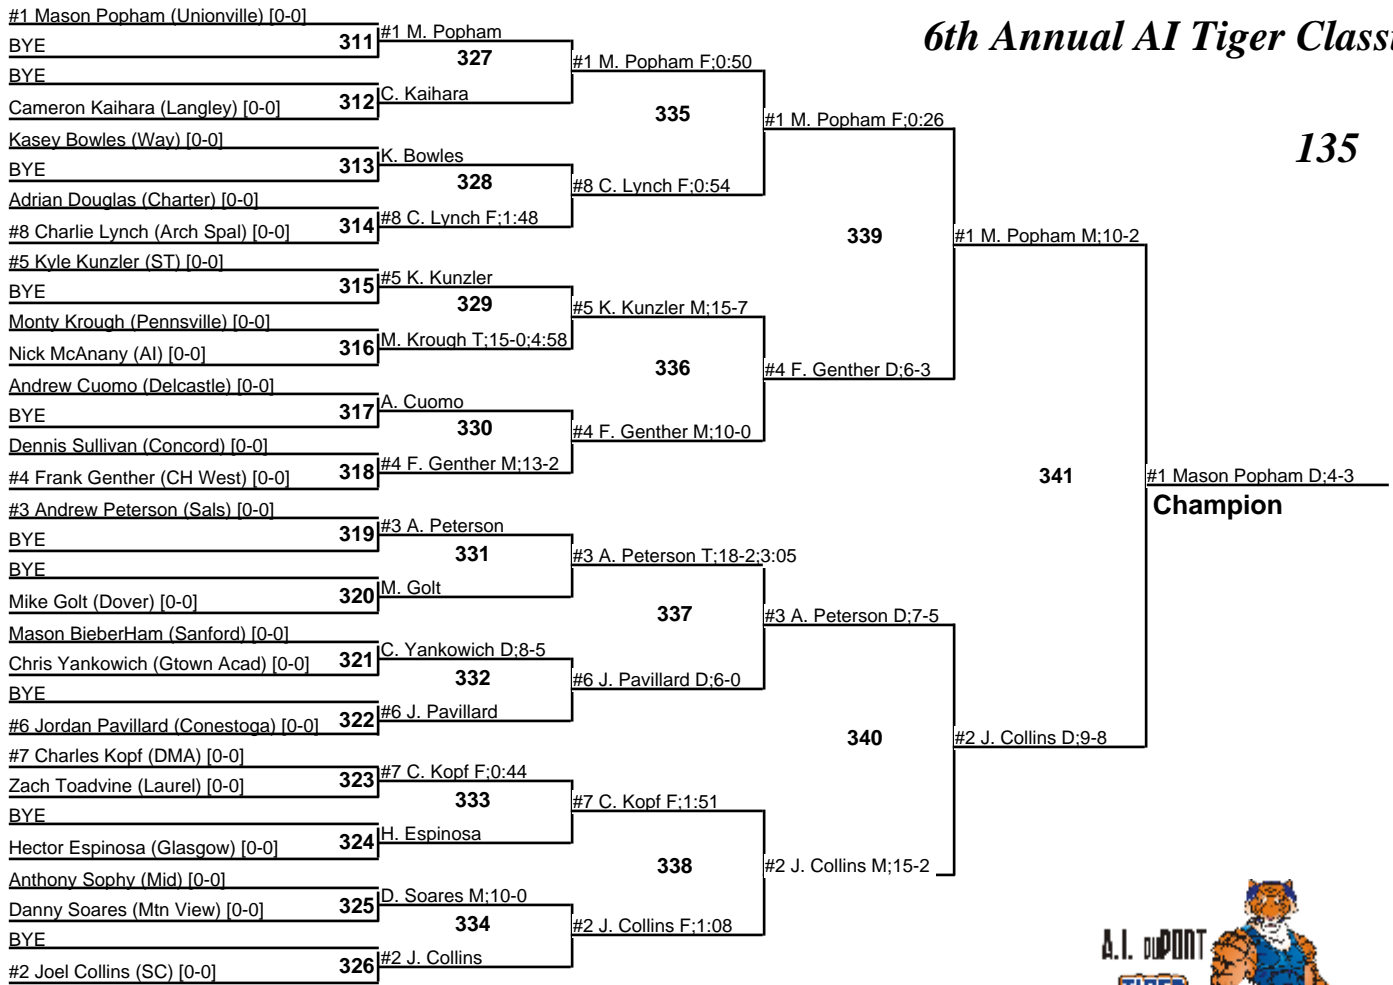 6th Annual AI Tiger Classi
135
#1 Mason Popham (Unionville) [0-0]
BYE
BYE
Cameron Kaihara (Langley) [0-0]
Kasey Bowles (Way) [0-0]
BYE
Adrian Douglas (Charter) [0-0]
#8 Charlie Lynch (Arch Spal) [0-0]
#5 Kyle Kunzler (ST) [0-0]
BYE
Monty Krough (Pennsville) [0-0]
Nick McAnany (AI) [0-0]
Andrew Cuomo (Delcastle) [0-0]
BYE
Dennis Sullivan (Concord) [0-0]
#4 Frank Genther (CH West) [0-0]
#3 Andrew Peterson (Sals) [0-0]
BYE
BYE
Mike Golt (Dover) [0-0]
Mason BieberHam (Sanford) [0-0]
Chris Yankowich (Gtown Acad) [0-0]
BYE
#6 Jordan Pavillard (Conestoga) [0-0]
#7 Charles Kopf (DMA) [0-0]
Zach Toadvine (Laurel) [0-0]
BYE
Hector Espinosa (Glasgow) [0-0]
Anthony Sophy (Mid) [0-0]
Danny Soares (Mtn View) [0-0]
BYE
#2 Joel Collins (SC) [0-0]
311
312
313
314
315
316
317
318
319
320
321
322
323
324
325
326
#1 M. Popham
C. Kaihara
K. Bowles
#8 C. Lynch F;1:48
#5 K. Kunzler
M. Krough T;15-0;4:58
A. Cuomo
#4 F. Genther M;13-2
#3 A. Peterson
M. Golt
C. Yankowich D;8-5
#6 J. Pavillard
#7 C. Kopf F;0:44
H. Espinosa
D. Soares M;10-0
#2 J. Collins
327
328
329
330
331
332
333
334
#1 M. Popham F;0:50
#8 C. Lynch F;0:54
#5 K. Kunzler M;15-7
#4 F. Genther M;10-0
#3 A. Peterson T;18-2;3:05
#6 J. Pavillard D;6-0
#7 C. Kopf F;1:51
#2 J. Collins F;1:08
335
336
337
338
#1 M. Popham F;0:26
#4 F. Genther D;6-3
#3 A. Peterson D;7-5
#2 J. Collins M;15-2
339
340
#1 M. Popham M;10-2
#2 J. Collins D;9-8
341
#1 Mason Popham D;4-3
Champion
A.I. duPONT
TIGER